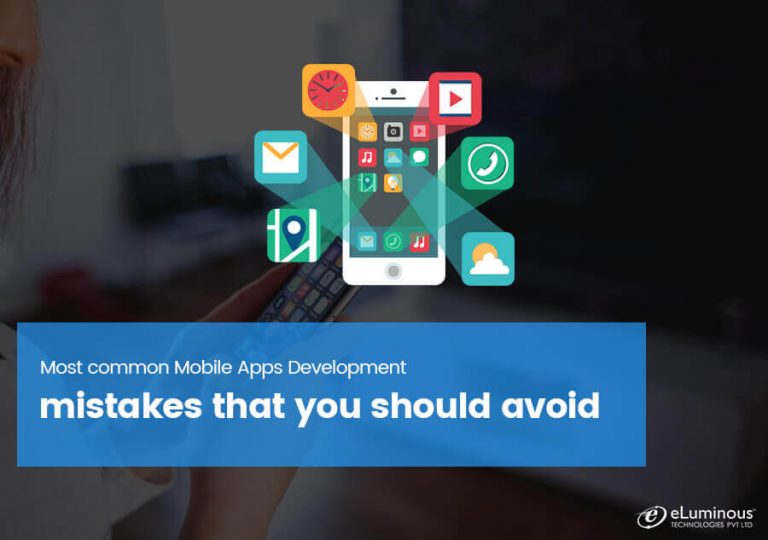 Most common Mobile Apps Development
mistakes that you should avoid
eLuminous
TECHNOLOGIES PVT LTD